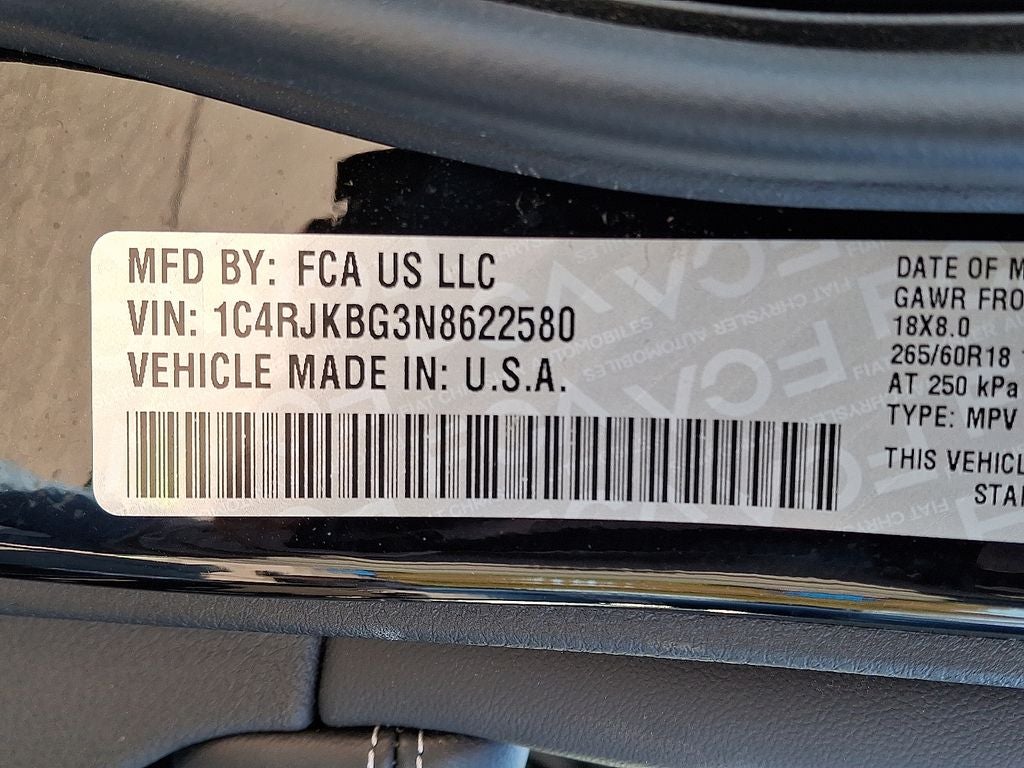 MFD BY: FCA US LLC
VIN: 1C4RJKBG3N8622580
VEHICLE MADE IN: U.S.A.
DATE OF M
GAWR FRO
18X8.0
265/60R18
AT 250 kPa
TYPE: MPV
THIS VEHICL
STA